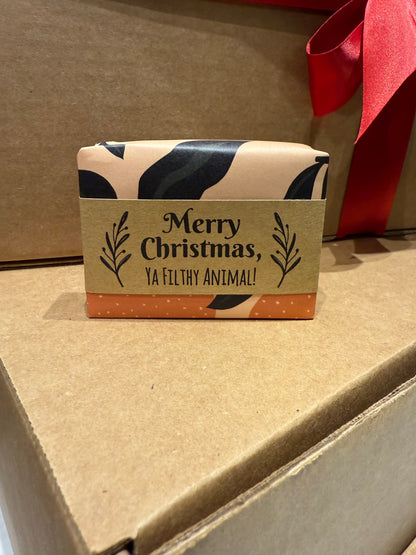 Merry
Christmas,
Ya Filthy Animal!